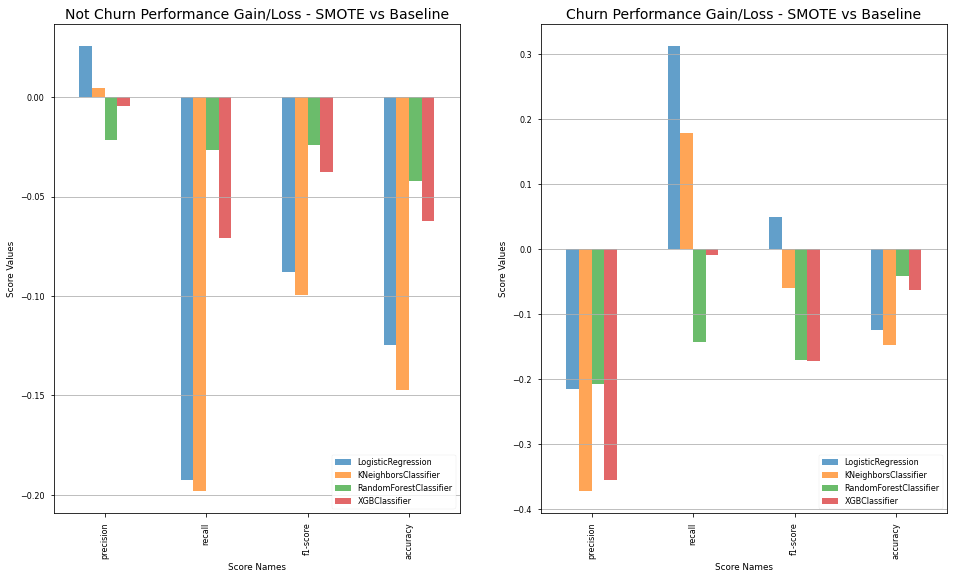 Not Churn Performance Gain/Loss - SMOTE vs Baseline
0.00
−0.05
−0.10
−0.15
−0.20
Score Values
precision
recall
f1-score
accuracy
Score Names
LogisticRegression
KNeighborsClassifier
RandomForestClassifier
XGBClassifier
Churn Performance Gain/Loss - SMOTE vs Baseline
0.3
0.2
0.1
0.0
−0.1
−0.2
−0.3
−0.4
Score Values
precision
recall
f1-score
accuracy
Score Names
LogisticRegression
KNeighborsClassifier
RandomForestClassifier
XGBClassifier